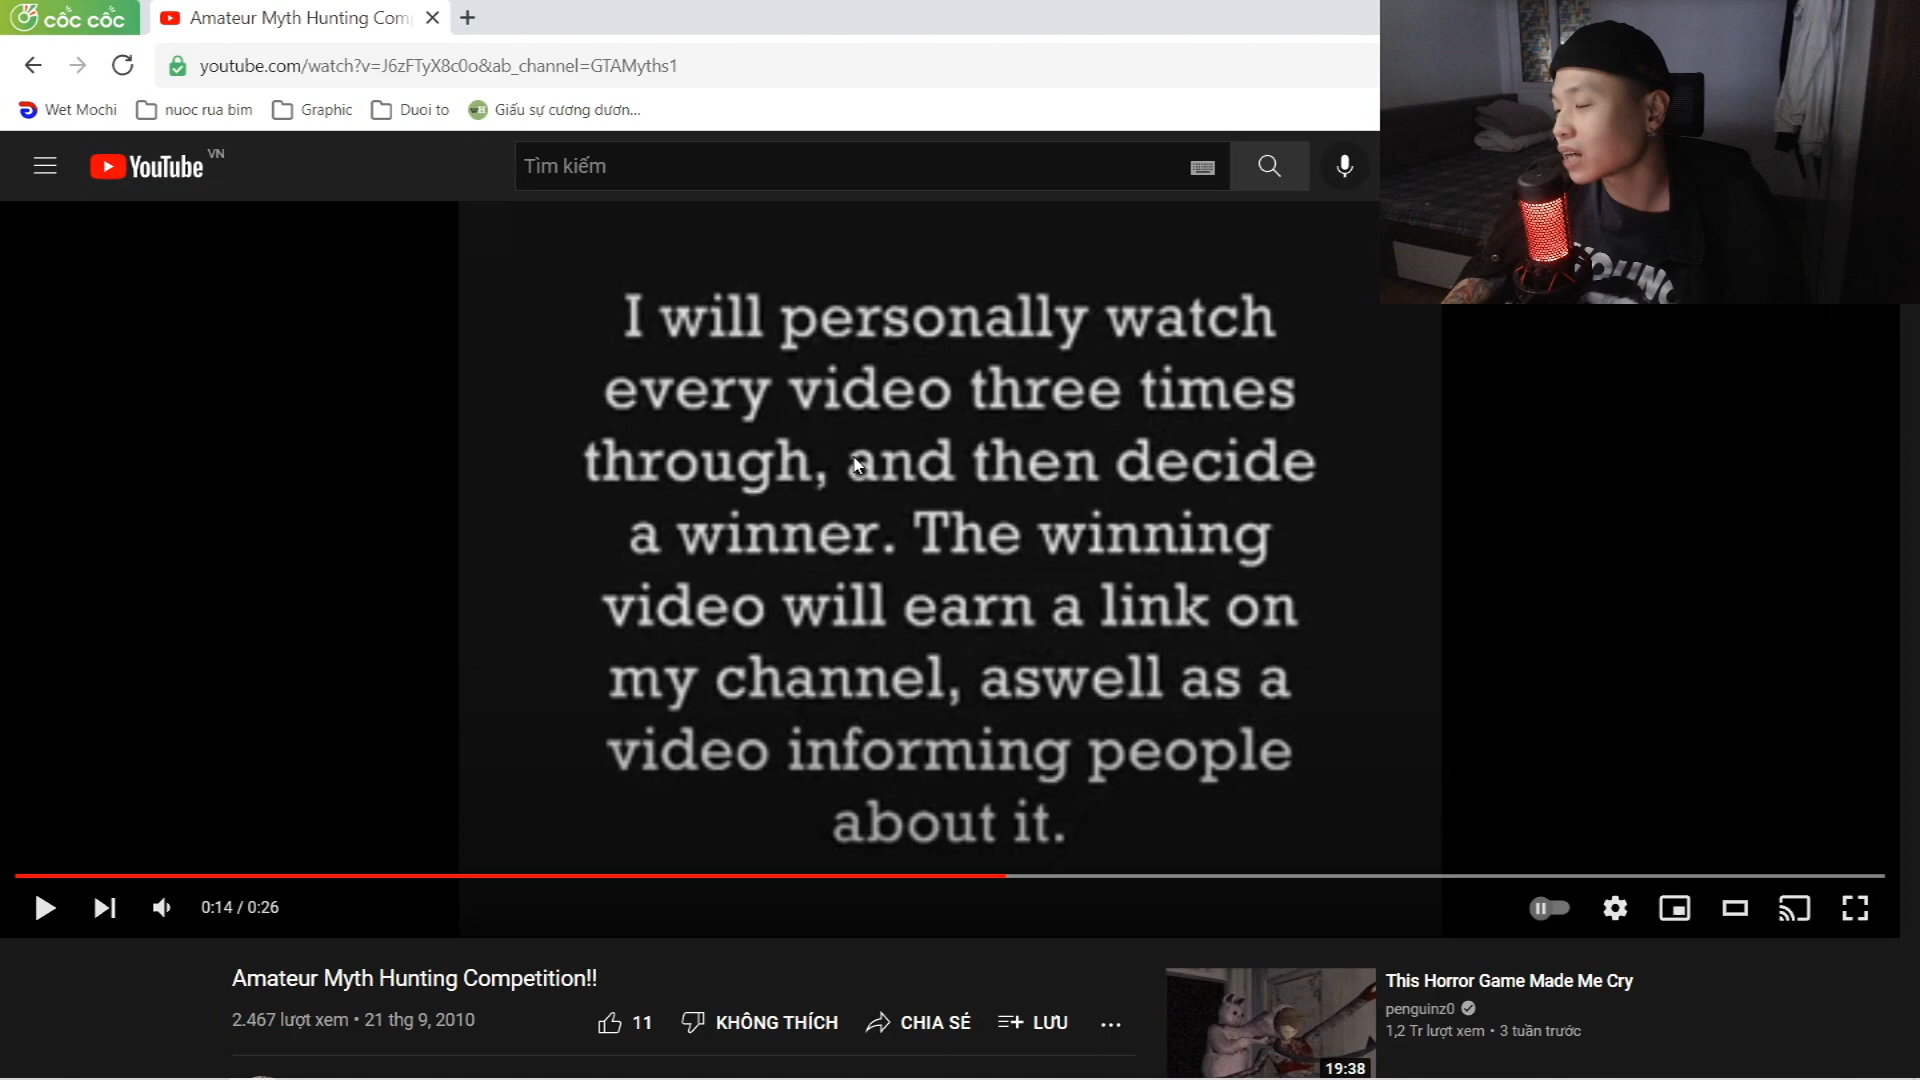 cốc cốc
Amateur Myth Hunting Com
youtube.com/watch?v=J6zFTyX8c0o&ab_channel=GTAMyths1
Wet Mochi
nuoc rua bim
Graphic
Duoi to
Giấu sự cương dươn...
YouTube VN
Tìm kiếm
I will personally watch
every video three times
through, and then decide
a winner. The winning
video will earn a link on
my channel, aswell as a
video informing people
about it.
0:14 / 0:26
Amateur Myth Hunting Competition!!
2.467 lượt xem • 21 thg 9, 2010
11
KHÔNG THÍCH
CHIA SẺ
LƯU
19:38
This Horror Game Made Me Cry
penguinz0
1,2 Tr lượt xem • 3 tuần trước